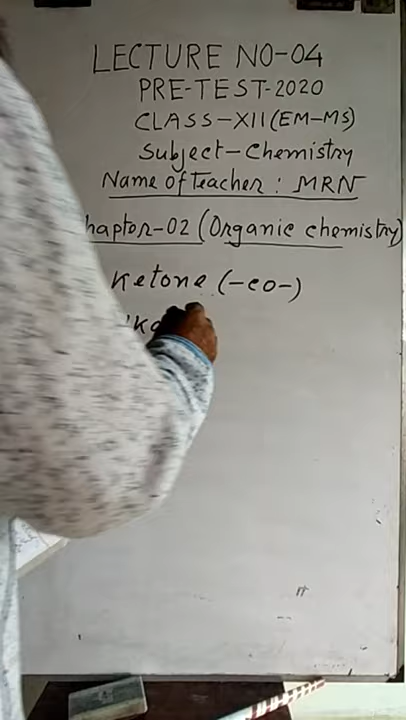 LECTURE NO-04
PRE-TEST-2020
CLASS-XII(EM-MS)
Subject-Chemistry
Name of Teacher : MRN
hapter-02 (Organic chemistry)
Ketone (-co-)